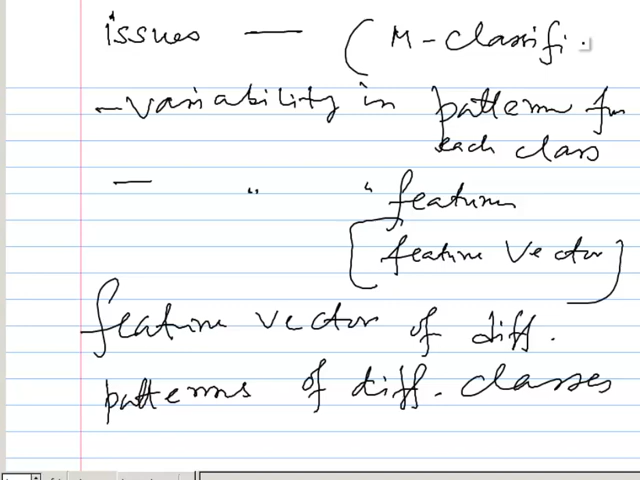 issues — ( M-classifi.
- variability in pattern for
each class
— " " features
[feature Vector]
feature vector of diff.
patterns of diff. classes